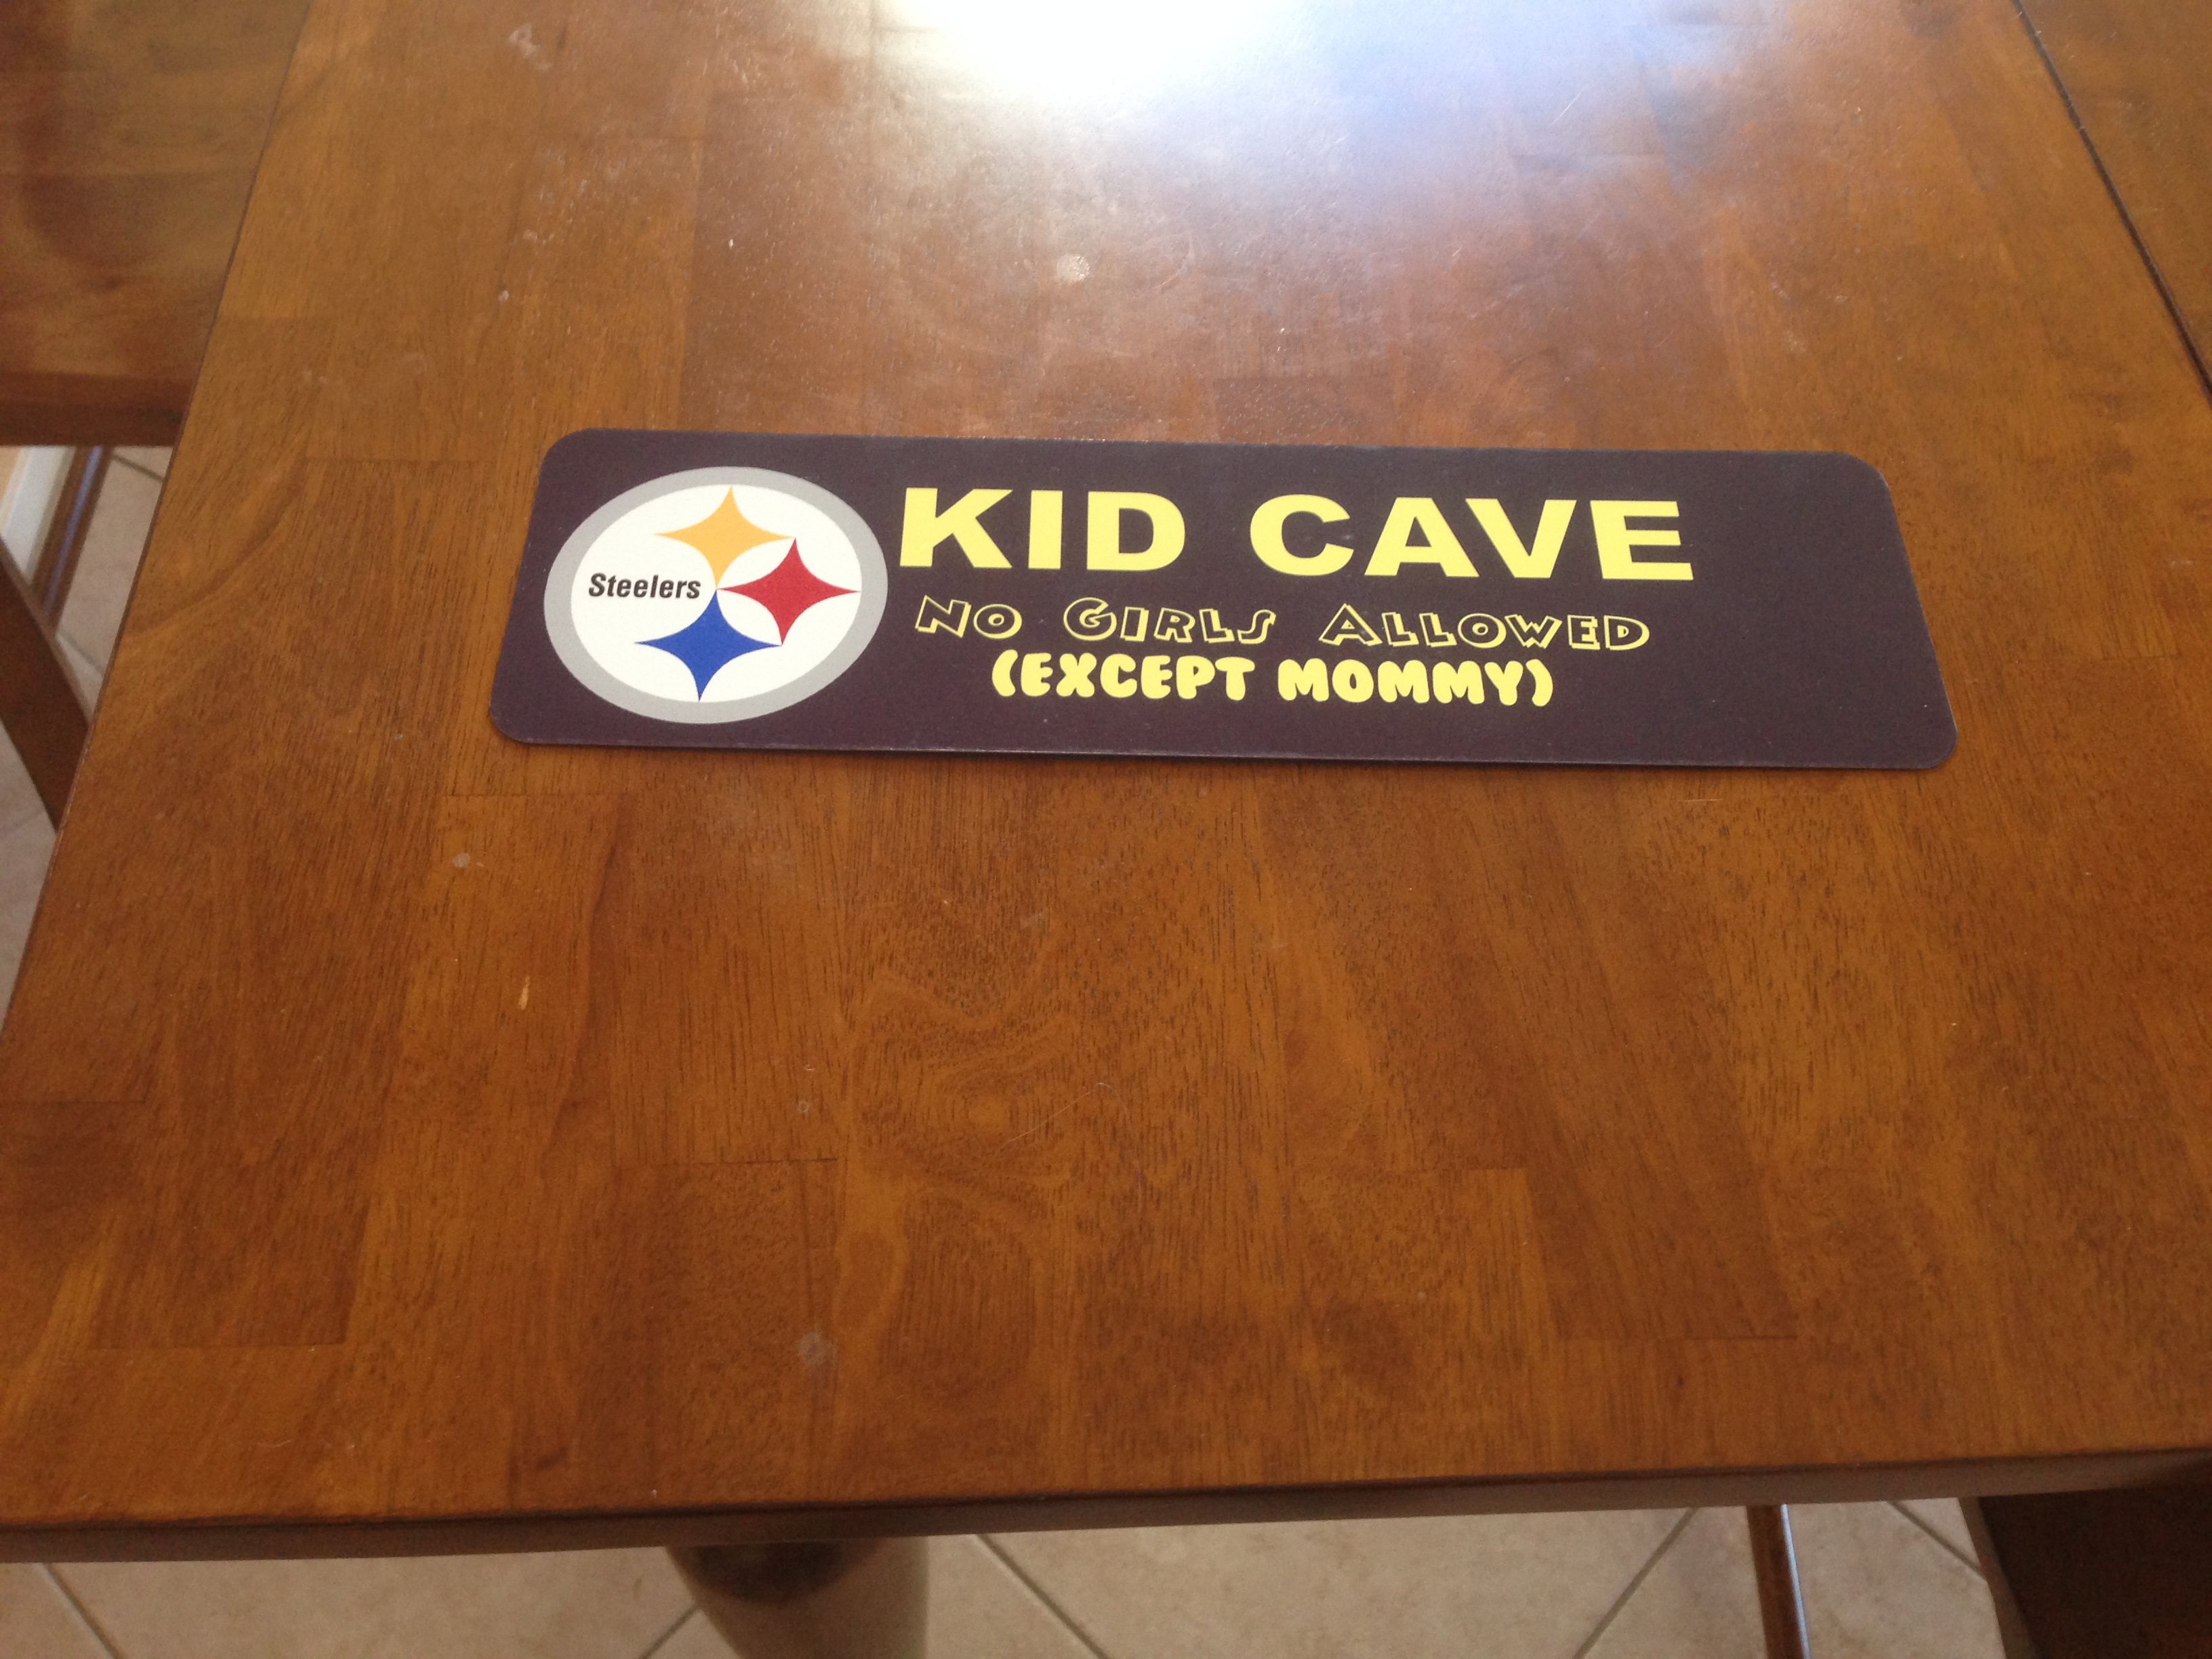 Steelers
KID CAVE
NO GIRLS ALLOWED
(EXCEPT MOMMY)